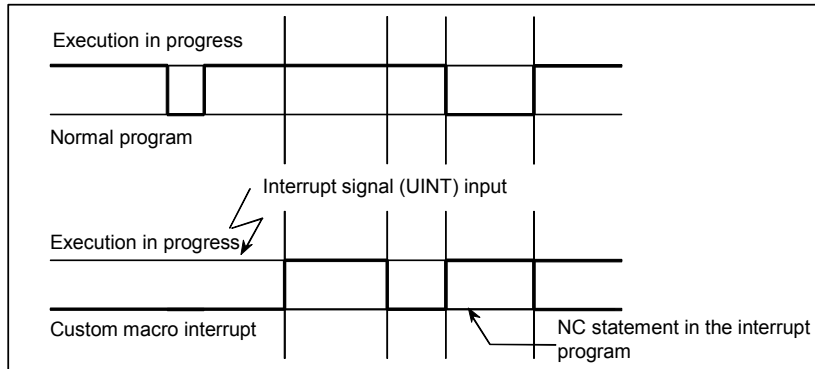 Execution in progress
Normal program
Interrupt signal (UINT) input
Execution in progress
Custom macro interrupt
NC statement in the interrupt
program